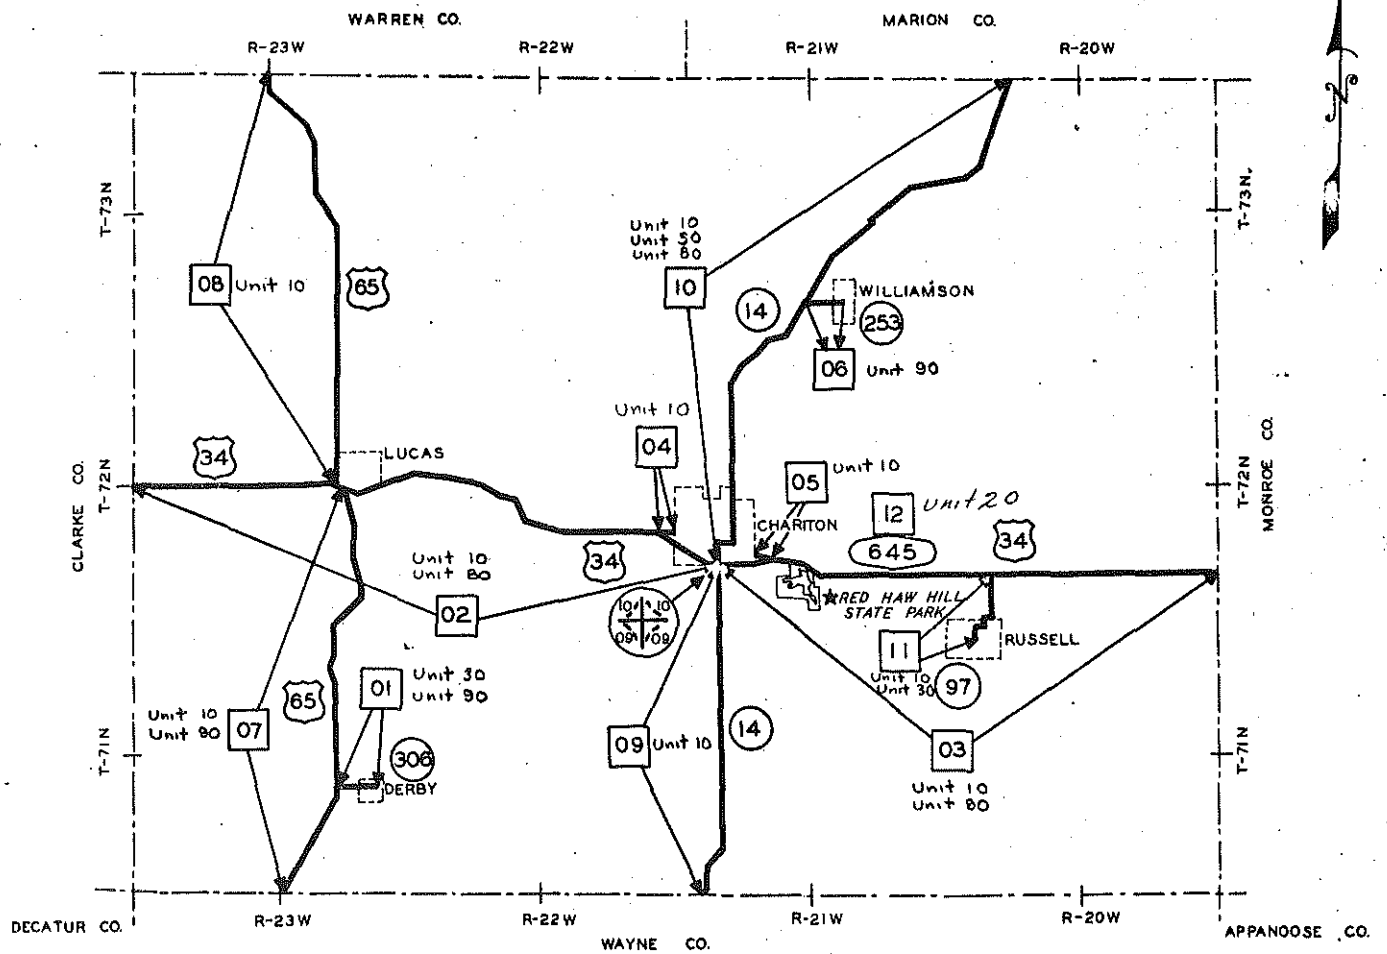 WARREN CO.
MARION CO.
R-23W
R-22W
R-21W
R-20W
N
T-73N
T-73N.
08
Unit 10
65
Unit 10
Unit 50
Unit 80
10
14
WILLIAMSON
253
06
Unit 90
Unit 10
04
LUCAS
34
CLARKE CO.
T-72N
05
Unit 10
12
Unit 20
CHARITON
645
34
T-72N
MONROE CO.
34
Unit 10
Unit 80
02
10 10
09 09
RED HAW HILL
STATE PARK
RUSSELL
11
Unit 10
Unit 30
97
01
Unit 30
Unit 90
65
Unit 10
07
306
DERBY
T-71N
09
Unit 10
14
03
Unit 10
Unit 80
T-71N
R-23W
R-22W
R-21W
R-20W
DECATUR CO.
WAYNE CO.
APPANOOSE CO.